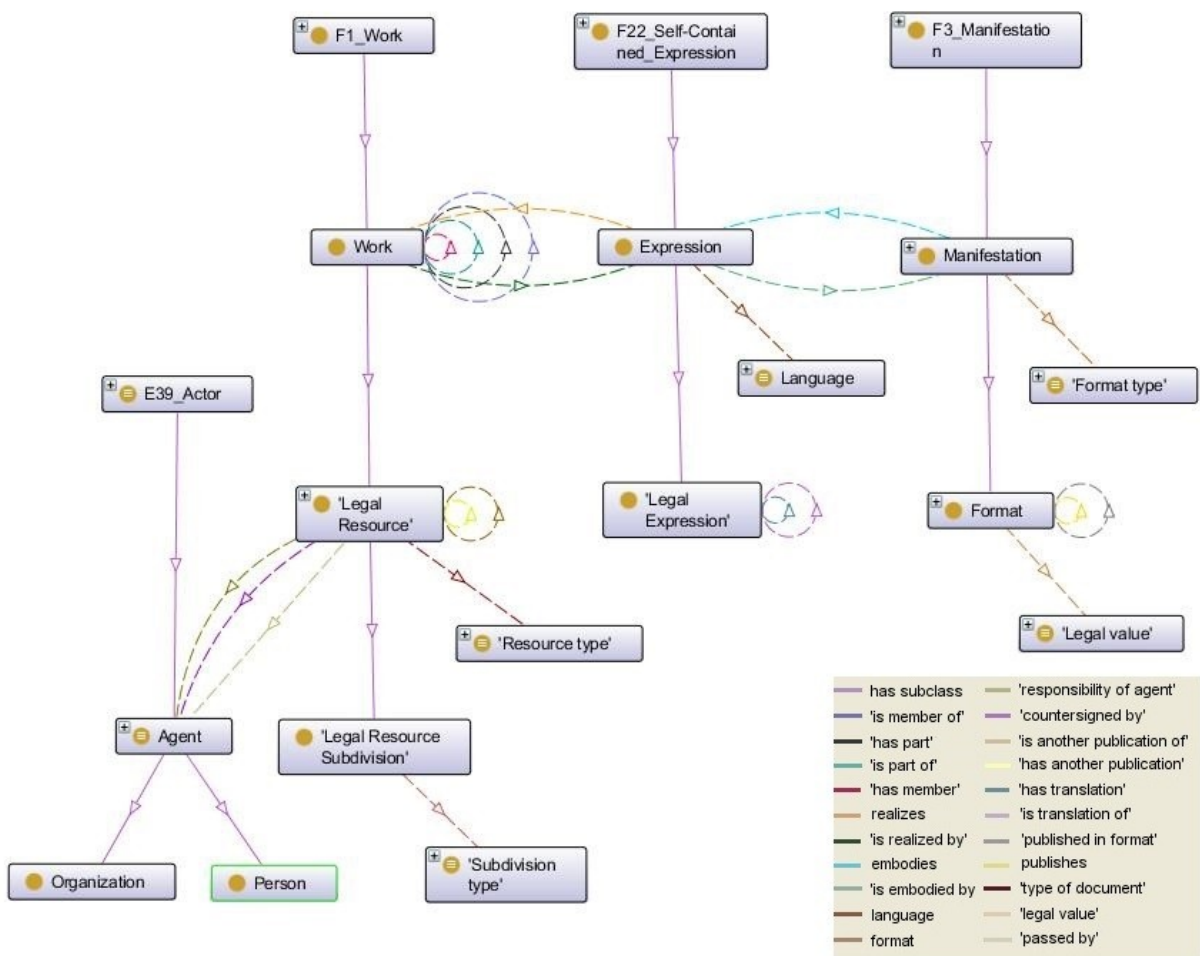 F1_Work
F22_Self-Contai
ned_Expression
F3_Manifestatio
n
Work
Expression
Manifestation
Language
'Format type'
E39_Actor
'Legal
Resource'
'Legal
Expression'
Format
'Resource type'
'Legal value'
Agent
'Legal Resource
Subdivision'
Organization
Person
'Subdivision
type'
has subclass
'is member of'
'has part'
'is part of'
'has member'
realizes
'is realized by'
embodies
'is embodied by
language
format
'responsibility of agent'
'countersigned by'
'is another publication of'
'has another publication'
'has translation'
'is translation of'
'published in format'
publishes
'type of document'
'legal value'
'passed by'